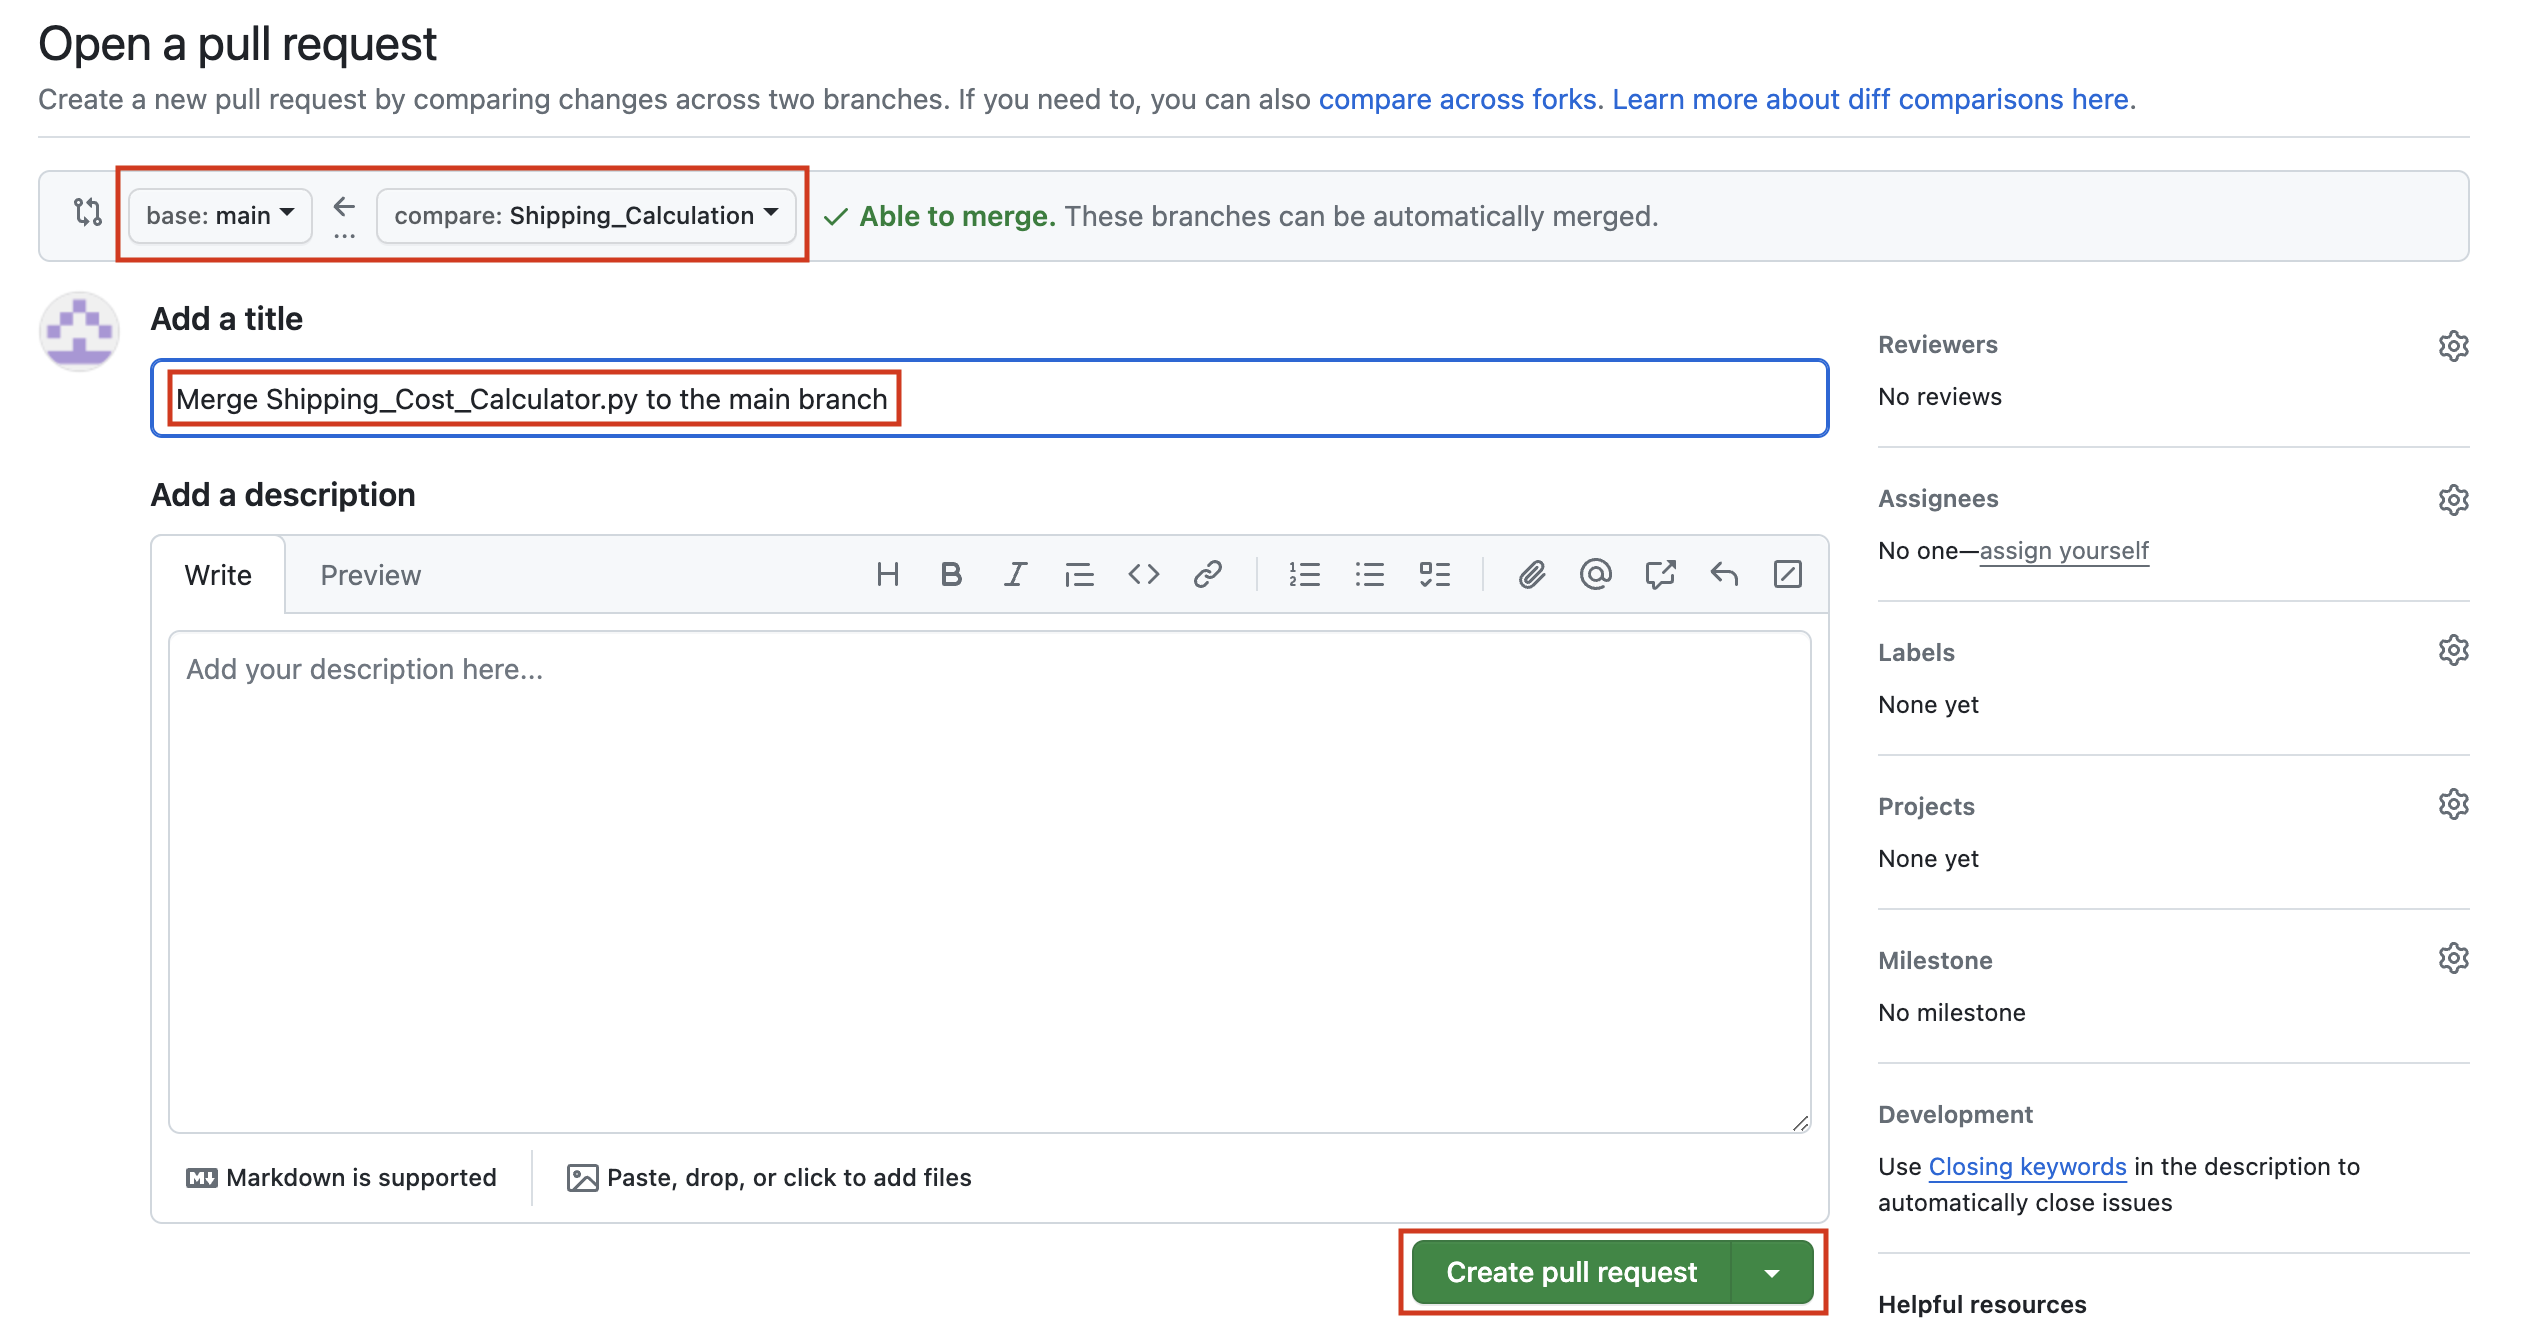 Open a pull request
Create a new pull request by comparing changes across two branches. If you need to, you can also compare across forks. Learn more about diff comparisons here.
base: main
compare: Shipping_Calculation
Able to merge. These branches can be automatically merged.
Add a title
Merge Shipping_Cost_Calculator.py to the main branch
Add a description
Write
Preview
Add your description here...
Markdown is supported
Paste, drop, or click to add files
Create pull request
Reviewers
No reviews
Assignees
No one—assign yourself
Labels
None yet
Projects
None yet
Milestone
No milestone
Development
Use Closing keywords in the description to
automatically close issues
Helpful resources